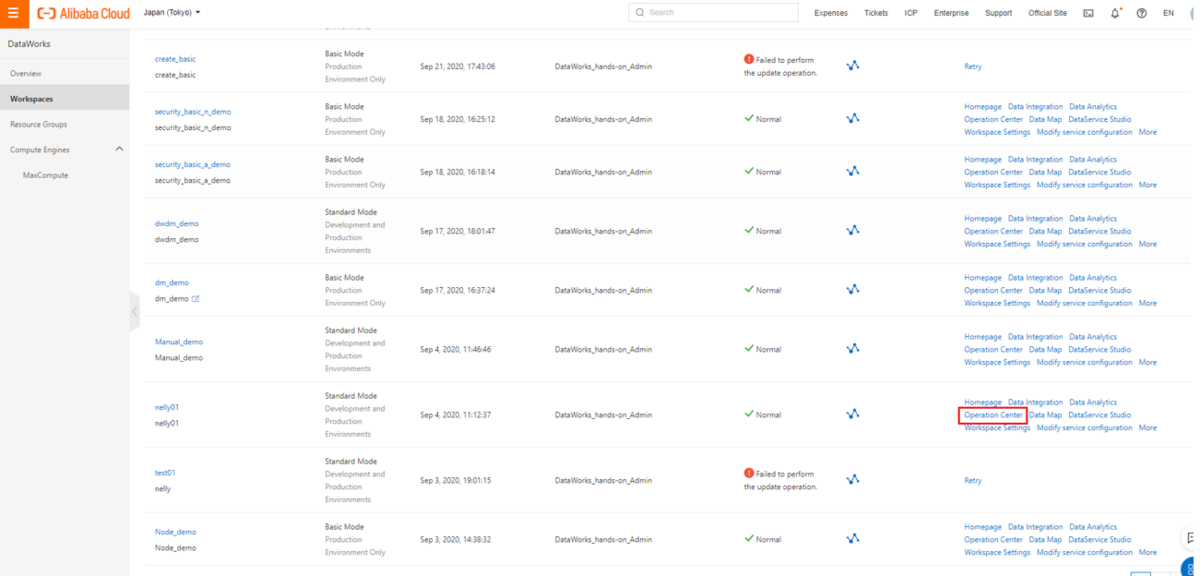 Alibaba Cloud Japan (Tokyo) Search Expenses Tickets ICP Enterprise Support Official Site EN
DataWorks
Overview
Workspaces
Resource Groups
Compute Engines
MaxCompute
create_basic
create_basic
Basic Mode
Production
Environment Only
Sep 21, 2020, 17:43:06
DataWorks_hands-on_Admin
Failed to perform
the update operation.
Retry
security_basic_n_demo
security_basic_n_demo
Basic Mode
Production
Environment Only
Sep 18, 2020, 16:25:12
DataWorks_hands-on_Admin
Normal
Homepage Data Integration Data Analytics
Operation Center Data Map DataService Studio
Workspace Settings Modify service configuration More
security_basic_a_demo
security_basic_a_demo
Basic Mode
Production
Environment Only
Sep 18, 2020, 16:18:14
DataWorks_hands-on_Admin
Normal
Homepage Data Integration Data Analytics
Operation Center Data Map DataService Studio
Workspace Settings Modify service configuration More
dwdm_demo
dwdm_demo
Standard Mode
Development and
Production
Environments
Sep 17, 2020, 18:01:47
DataWorks_hands-on_Admin
Normal
Homepage Data Integration Data Analytics
Operation Center Data Map DataService Studio
Workspace Settings Modify service configuration More
dm_demo
dm_demo
Basic Mode
Production
Environment Only
Sep 17, 2020, 16:37:24
DataWorks_hands-on_Admin
Normal
Homepage Data Integration Data Analytics
Operation Center Data Map DataService Studio
Workspace Settings Modify service configuration More
Manual_demo
Manual_demo
Standard Mode
Development and
Production
Environments
Sep 4, 2020, 11:46:46
DataWorks_hands-on_Admin
Normal
Homepage Data Integration Data Analytics
Operation Center Data Map DataService Studio
Workspace Settings Modify service configuration More
nelly01
nelly01
Standard Mode
Development and
Production
Environments
Sep 4, 2020, 11:12:37
DataWorks_hands-on_Admin
Normal
Homepage Data Integration Data Analytics
Operation Center Data Map DataService Studio
Workspace Settings Modify service configuration More
test01
nelly
Standard Mode
Development and
Production
Environments
Sep 3, 2020, 19:01:15
DataWorks_hands-on_Admin
Failed to perform
the update operation.
Retry
Node_demo
Node_demo
Basic Mode
Production
Environment Only
Sep 3, 2020, 14:38:32
DataWorks_hands-on_Admin
Normal
Homepage Data Integration Data Analytics
Operation Center Data Map DataService Studio
Workspace Settings Modify service configuration More